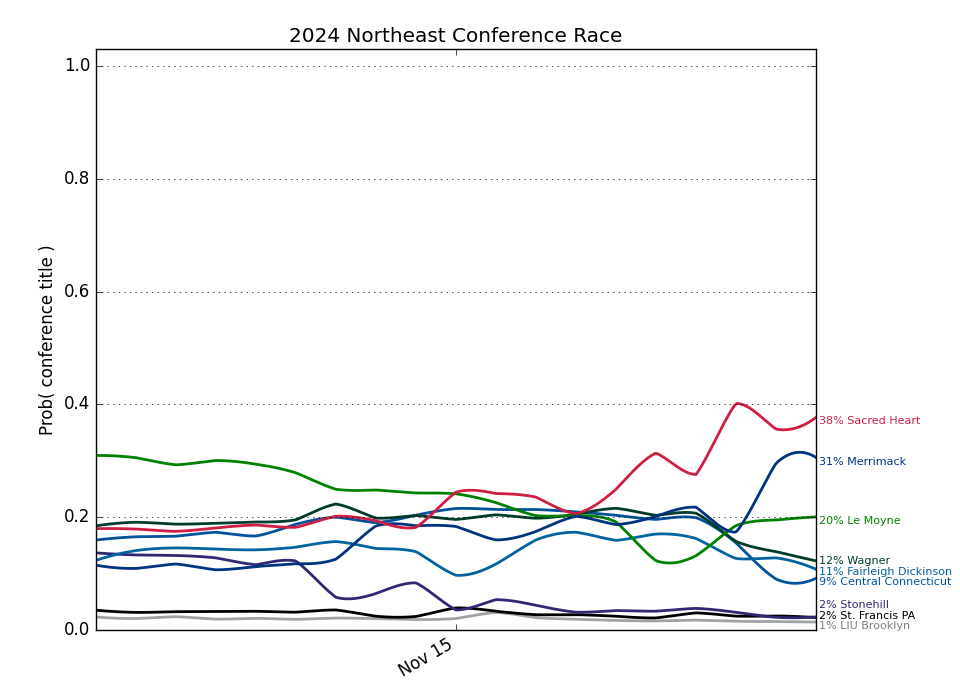 2024 Northeast Conference Race
Prob( conference title )
1.0
0.8
0.6
0.4
0.2
0.0
Nov 15
38% Sacred Heart
31% Merrimack
20% Le Moyne
12% Wagner
11% Fairleigh Dickinson
9% Central Connecticut
2% Stonehill
2% St. Francis PA
1% LIU Brooklyn